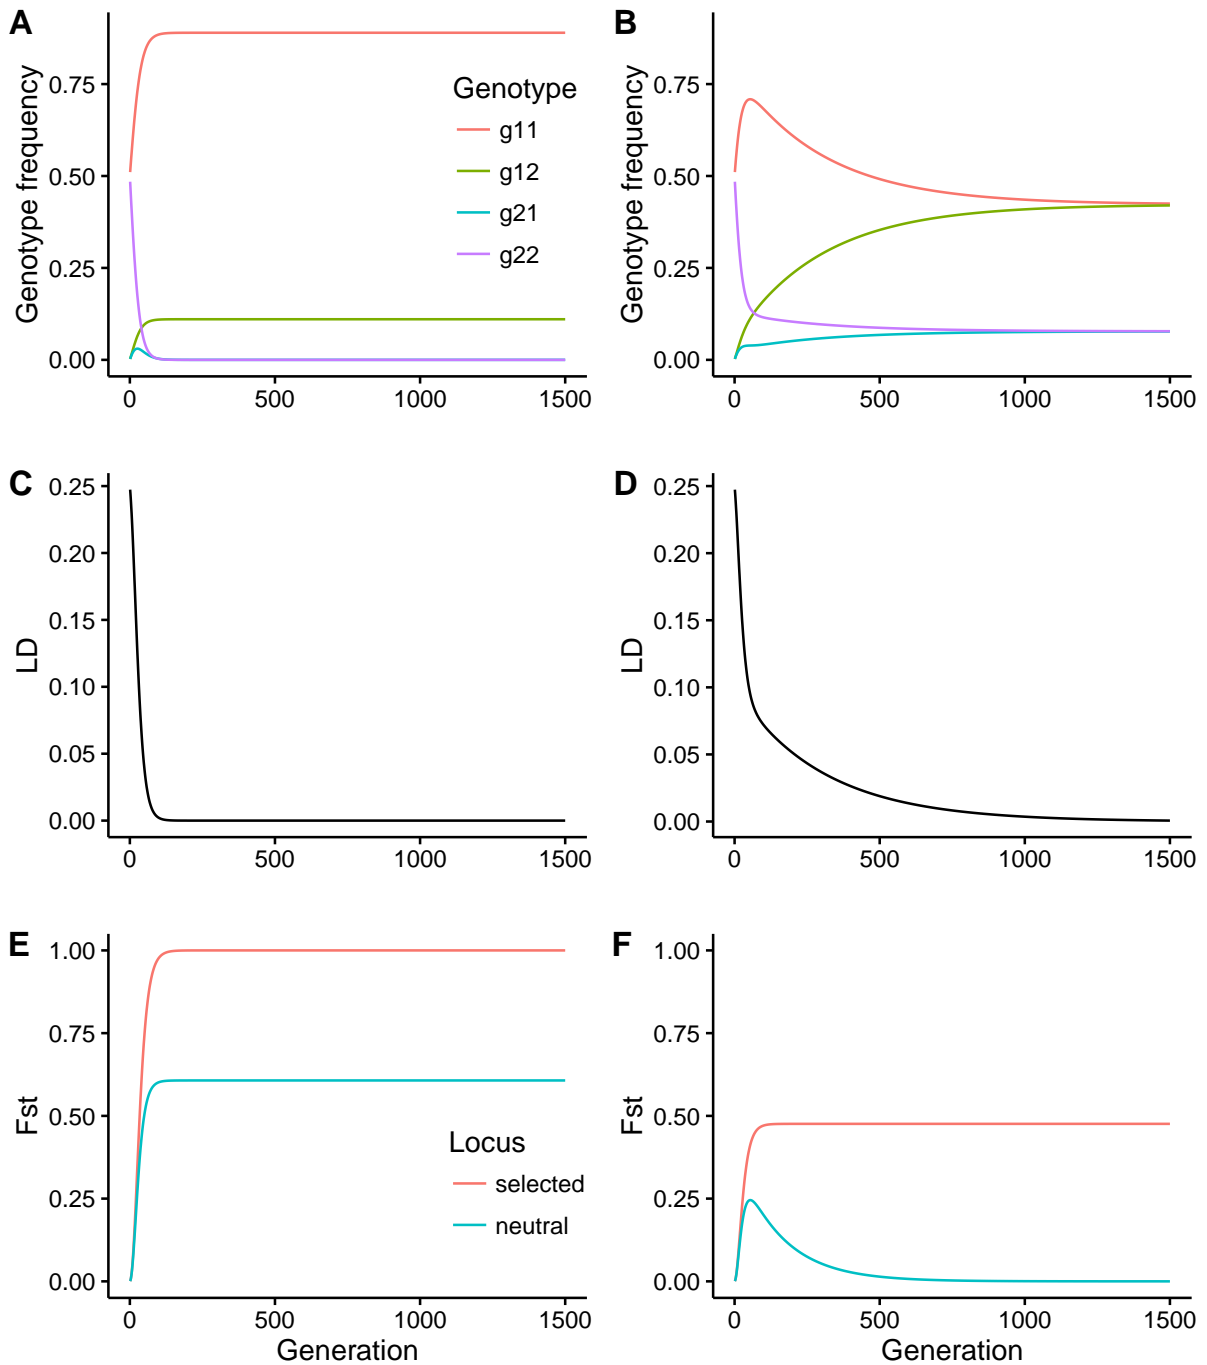 A
Genotype frequency
0.75
0.50
0.25
0.00
0
500
1000
1500
Genotype
g11
g12
g21
g22
B
Genotype frequency
0.75
0.50
0.25
0.00
0
500
1000
1500
C
LD
0.25
0.20
0.15
0.10
0.05
0.00
0
500
1000
1500
D
LD
0.25
0.20
0.15
0.10
0.05
0.00
0
500
1000
1500
E
Fst
1.00
0.75
0.50
0.25
0.00
0
500
1000
1500
Generation
Locus
selected
neutral
F
Fst
1.00
0.75
0.50
0.25
0.00
0
500
1000
1500
Generation